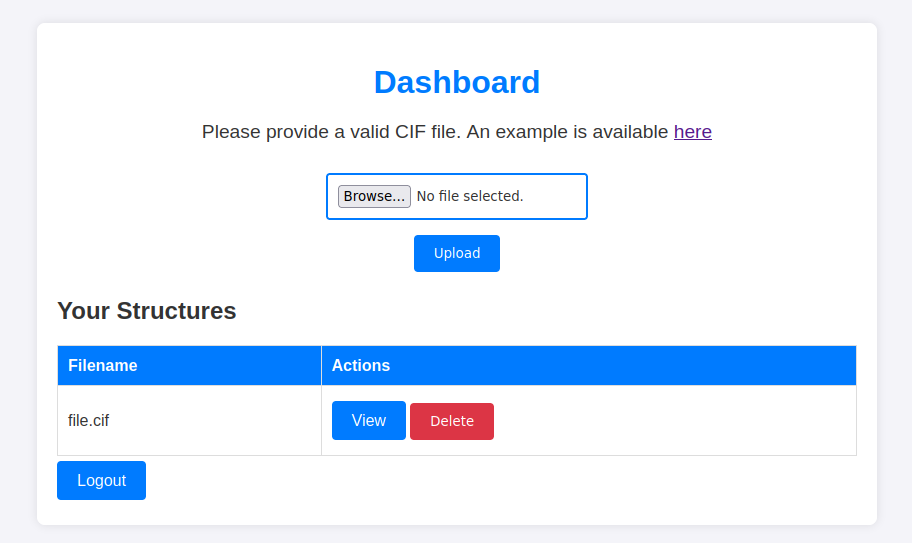 Dashboard
Please provide a valid CIF file. An example is available here
Browse... No file selected.
Upload
Your Structures
Filename Actions
file.cif View Delete
Logout